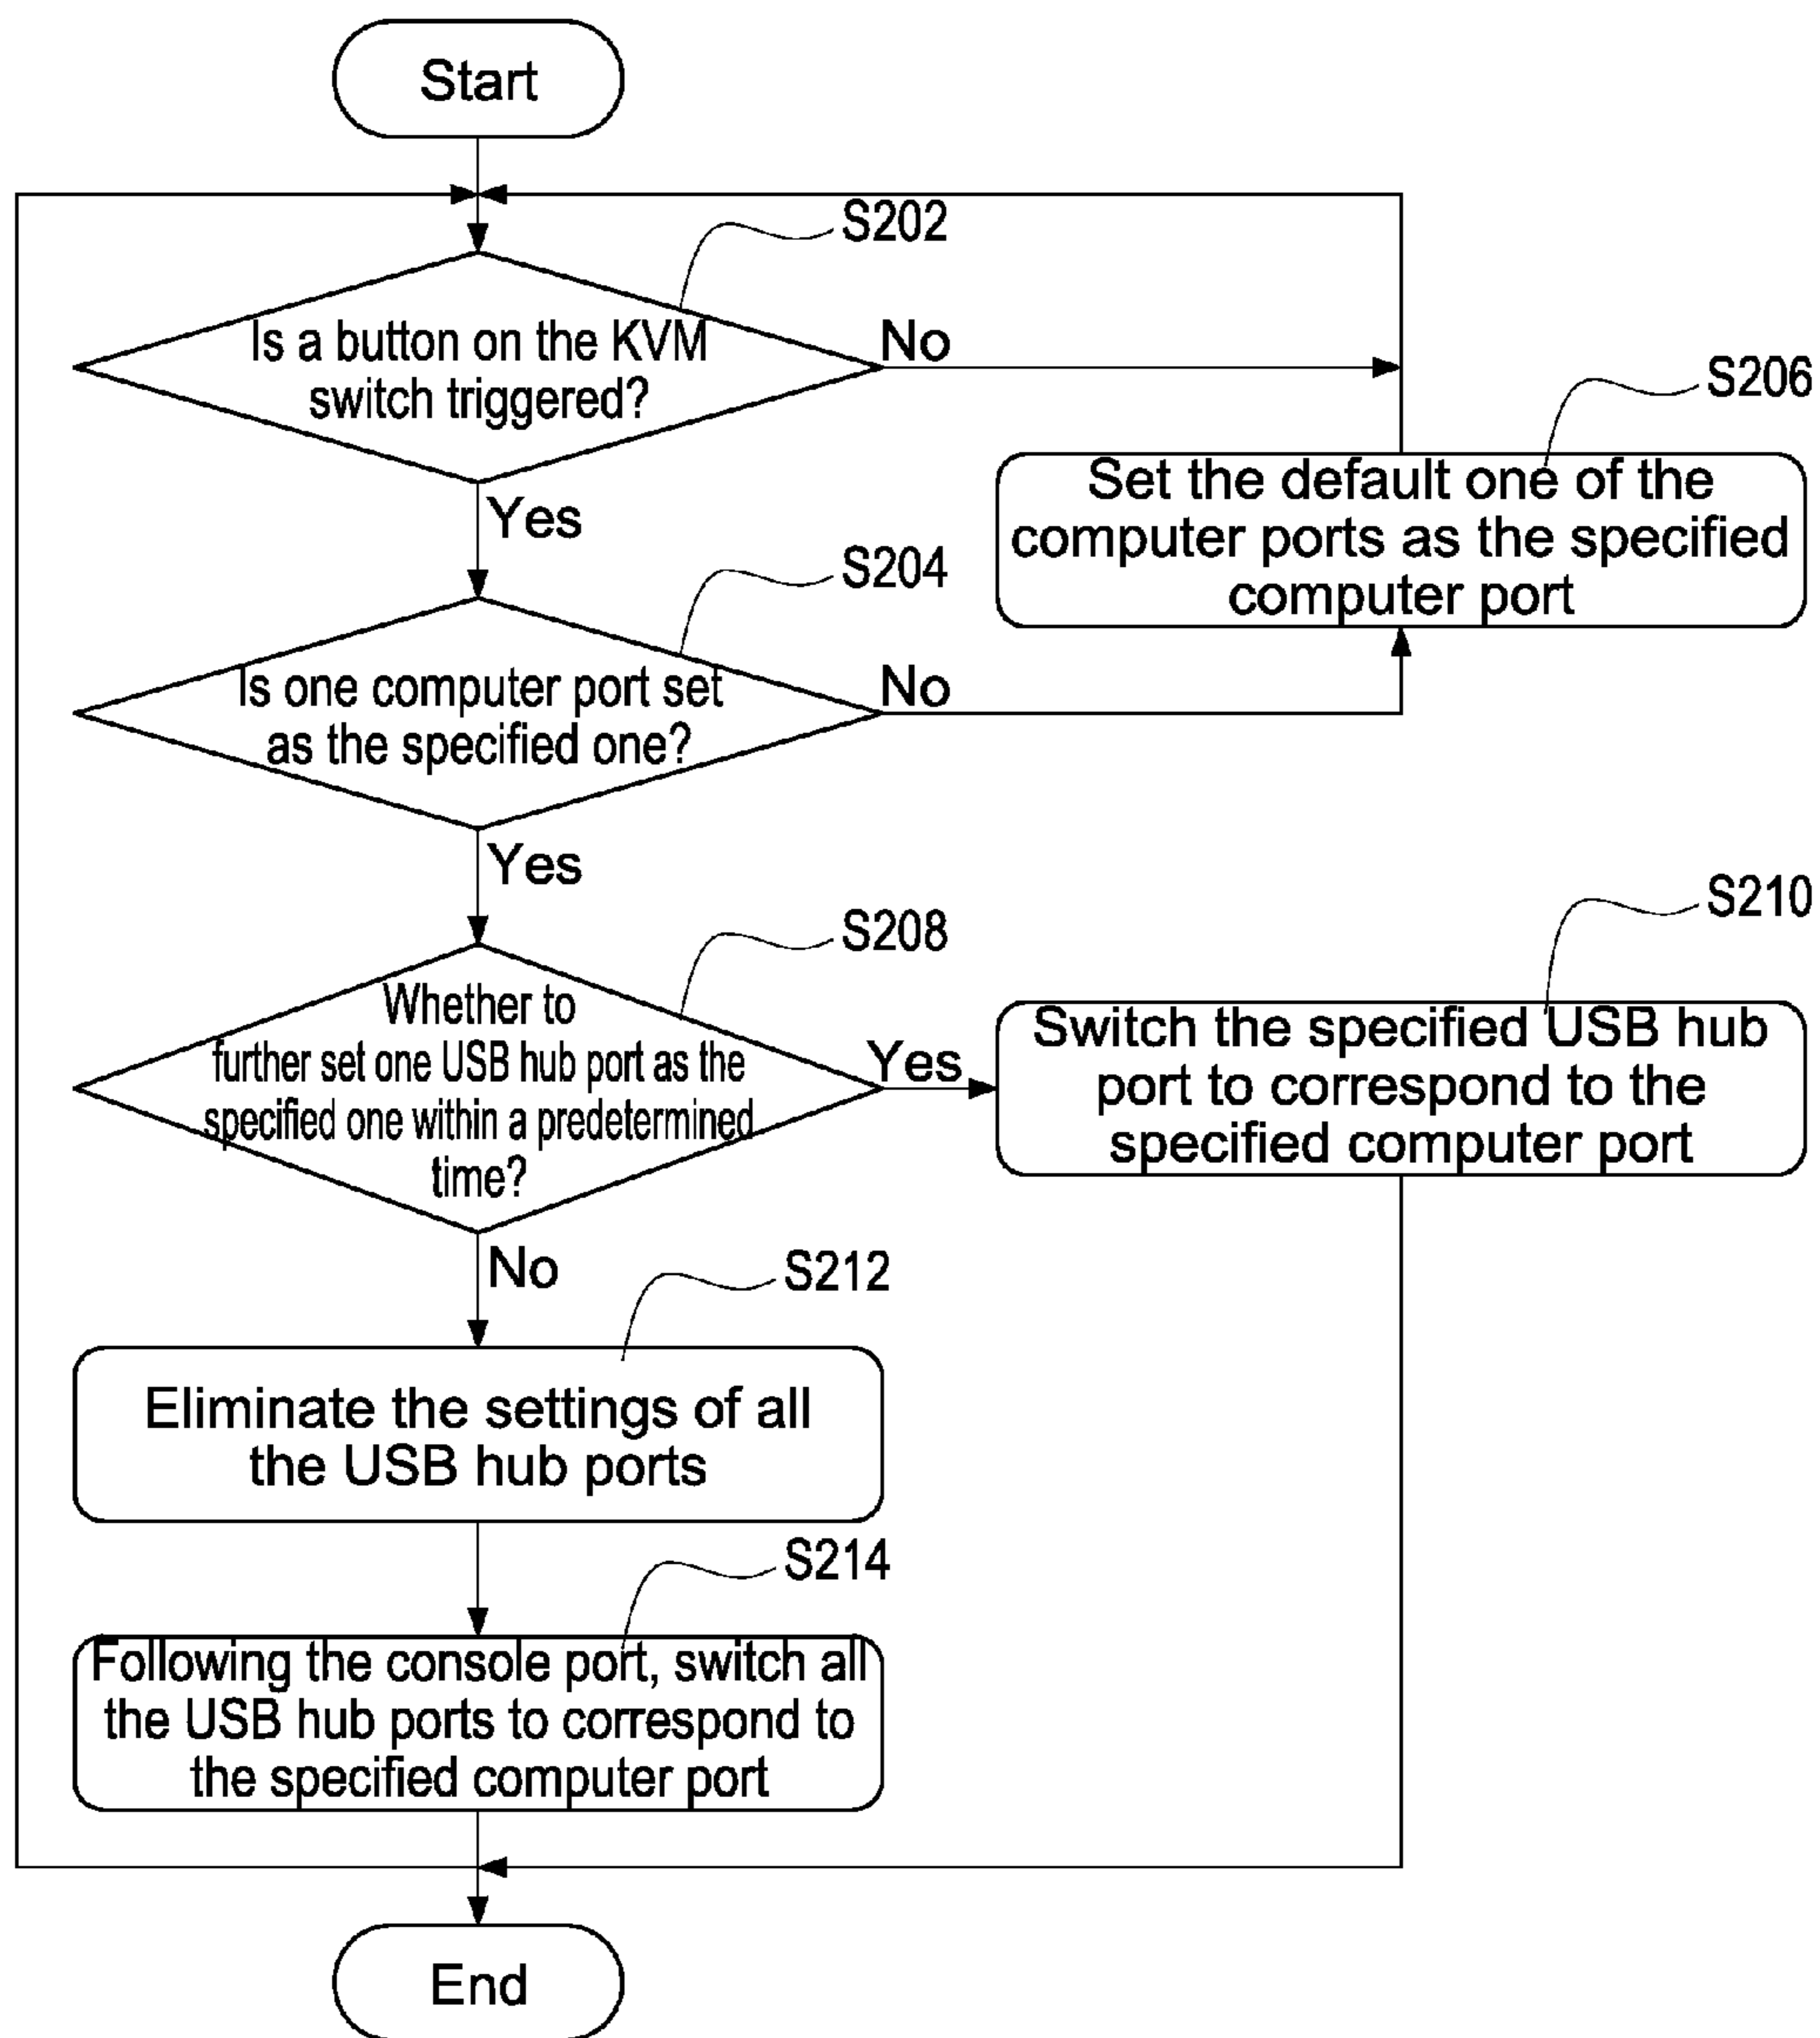 Start
S202
Is a button on the KVM
switch triggered?
No
S206
Set the default one of the
computer ports as the specified
computer port
Yes
S204
Is one computer port set
as the specified one?
No
Yes
S208
Whether to
further set one USB hub port as the
specified one within a predetermined
time?
Yes
S210
Switch the specified USB hub
port to correspond to the
specified computer port
No
S212
Eliminate the settings of all
the USB hub ports
S214
Following the console port, switch all
the USB hub ports to correspond to
the specified computer port
End